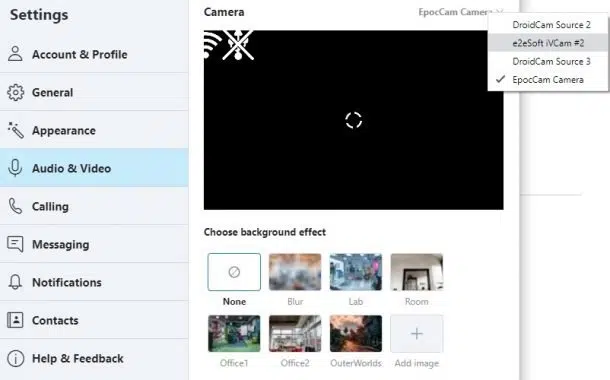 Settings
Account & Profile
General
Appearance
Audio & Video
Calling
Messaging
Notifications
Contacts
Help & Feedback
Camera
EpocCam Camera
DroidCam Source 2
e2eSoft iVCam #2
DroidCam Source 3
EpocCam Camera
Choose background effect
None
Blur
Lab
Room
Office1
Office2
OuterWorlds
Add image